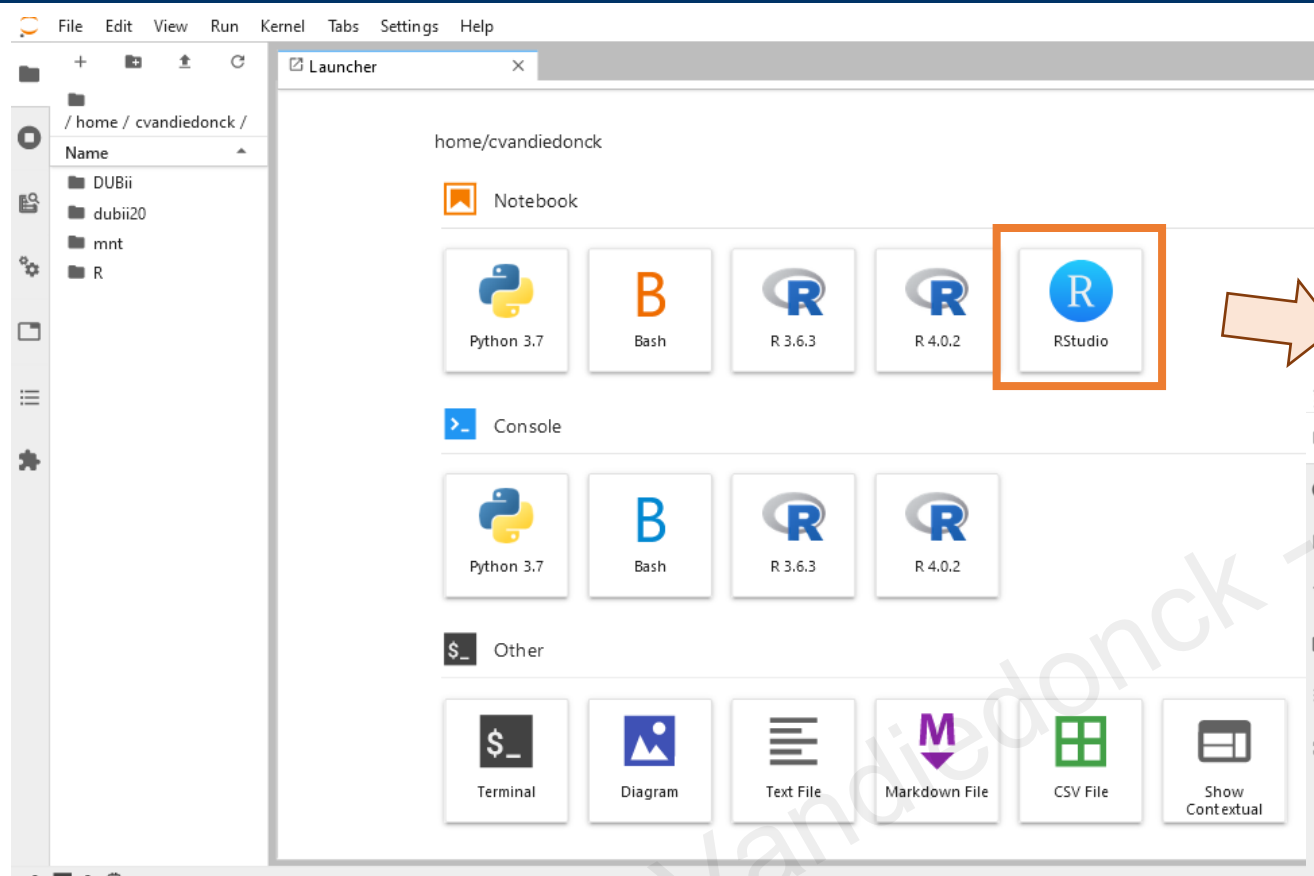 File Edit View Run Kernel Tabs Settings Help
Launcher
/ home / cvandiedonck /
Name
DUBii
dubii20
mnt
R
home/cvandiedonck
Notebook
Python 3.7
B
Bash
R
R 3.6.3
R
R 4.0.2
R
RStudio
>_ Console
Python 3.7
B
Bash
R
R 3.6.3
R
R 4.0.2
$_ Other
$_
Terminal
Diagram
Text File
M
Markdown File
CSV File
Show
Contextual
Vandiedonck